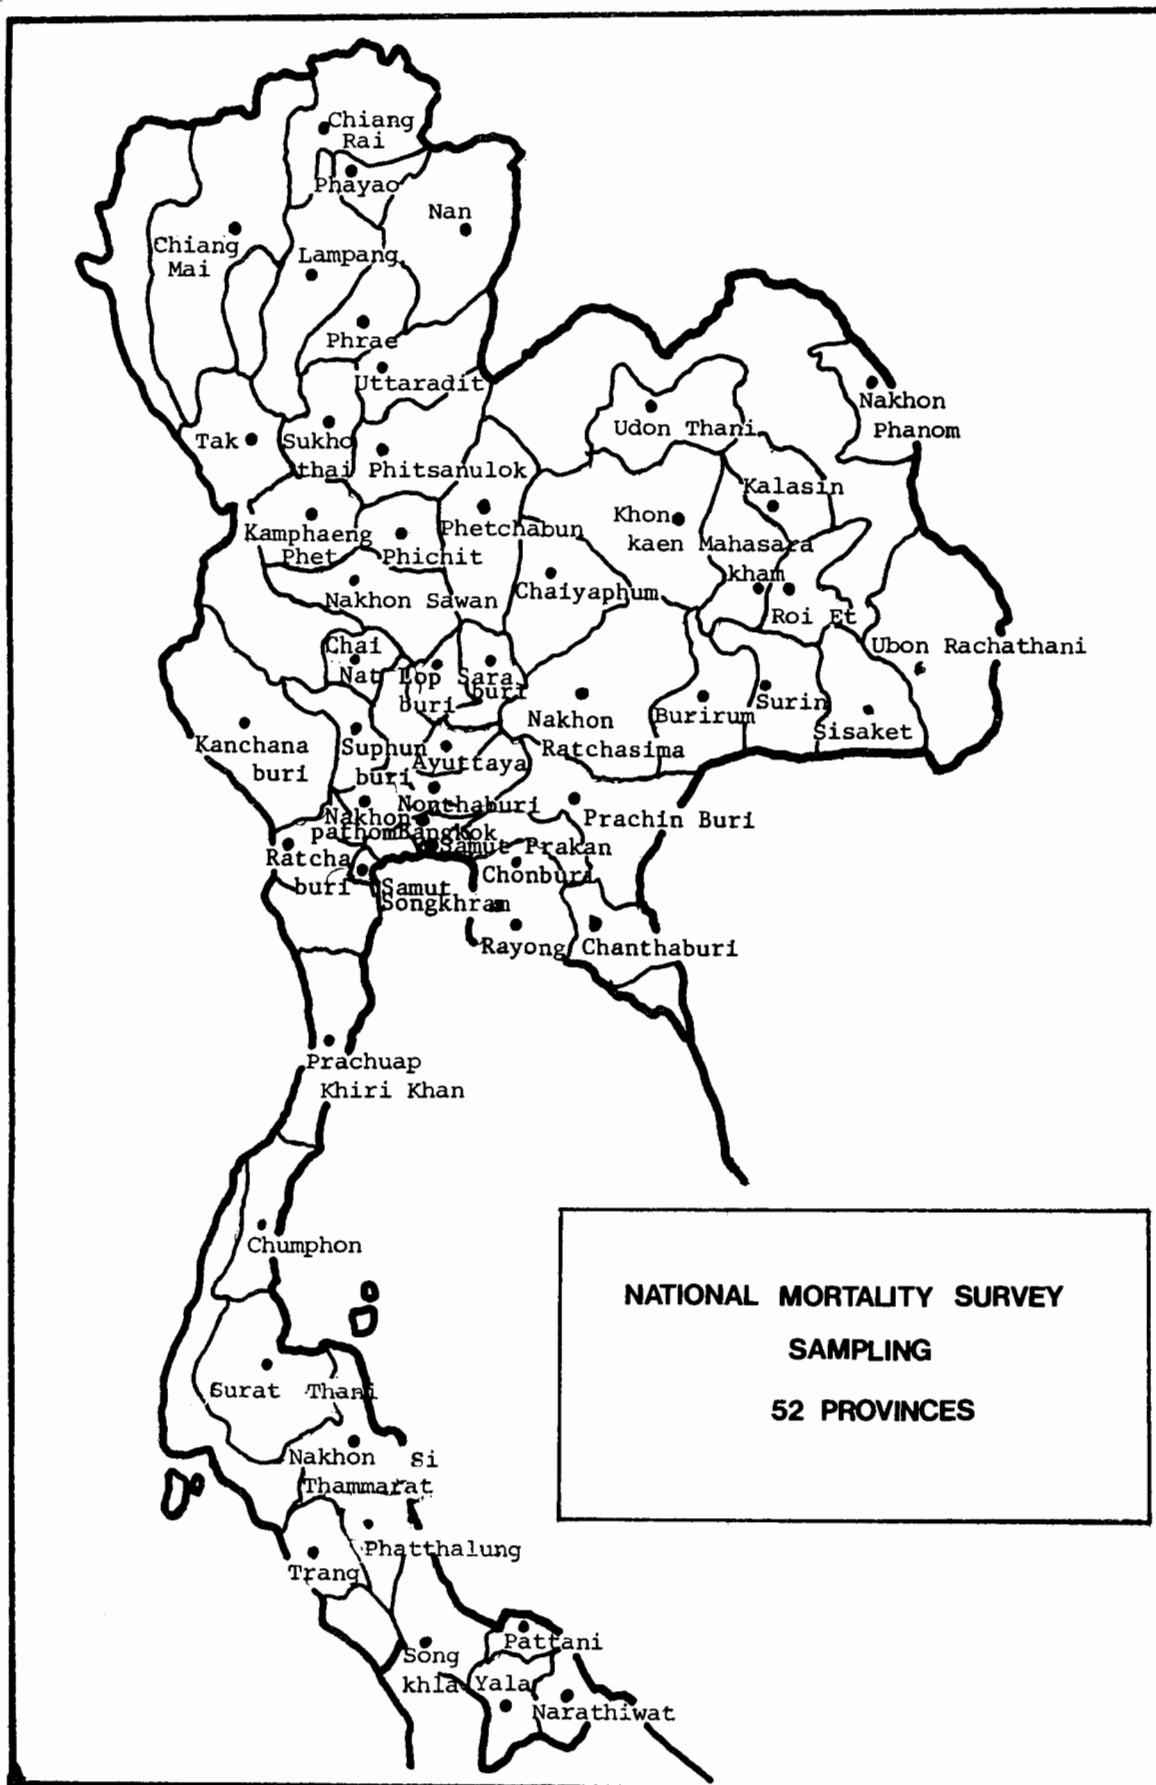 Chiang
Rai
Phayao
Nan
Chiang
Mai
Lampang
Phrae
Uttaradit
Nakhon
Phanom
Udon Thani
Tak
Sukho
thai
Phitsanulok
Kalasin
Kamphaeng
Phet
Phichit
Phetchabun
Khon
kaen
Mahasara
kham
Chaiyaphum
Nakhon Sawan
Roi Et
Ubon Rachathani
Chai
Nat
Lop
buri
Sara
buri
Nakhon
Ratchasima
Burirum
Surin
Sisaket
Kanchana
buri
Suphun
buri
Ayuttaya
Nonthaburi
Nakhon
pathom
Bangkok
Prachin Buri
Samut Prakan
Ratcha
buri
Samut
Songkhram
Chonburi
Rayong
Chanthaburi
Prachuap
Khiri Khan
Chumphon
NATIONAL MORTALITY SURVEY
SAMPLING
52 PROVINCES
Surat Thani
Nakhon Si
Thammarat
Phatthalung
Trang
Song
khla
Pattani
Yala
Narathiwat